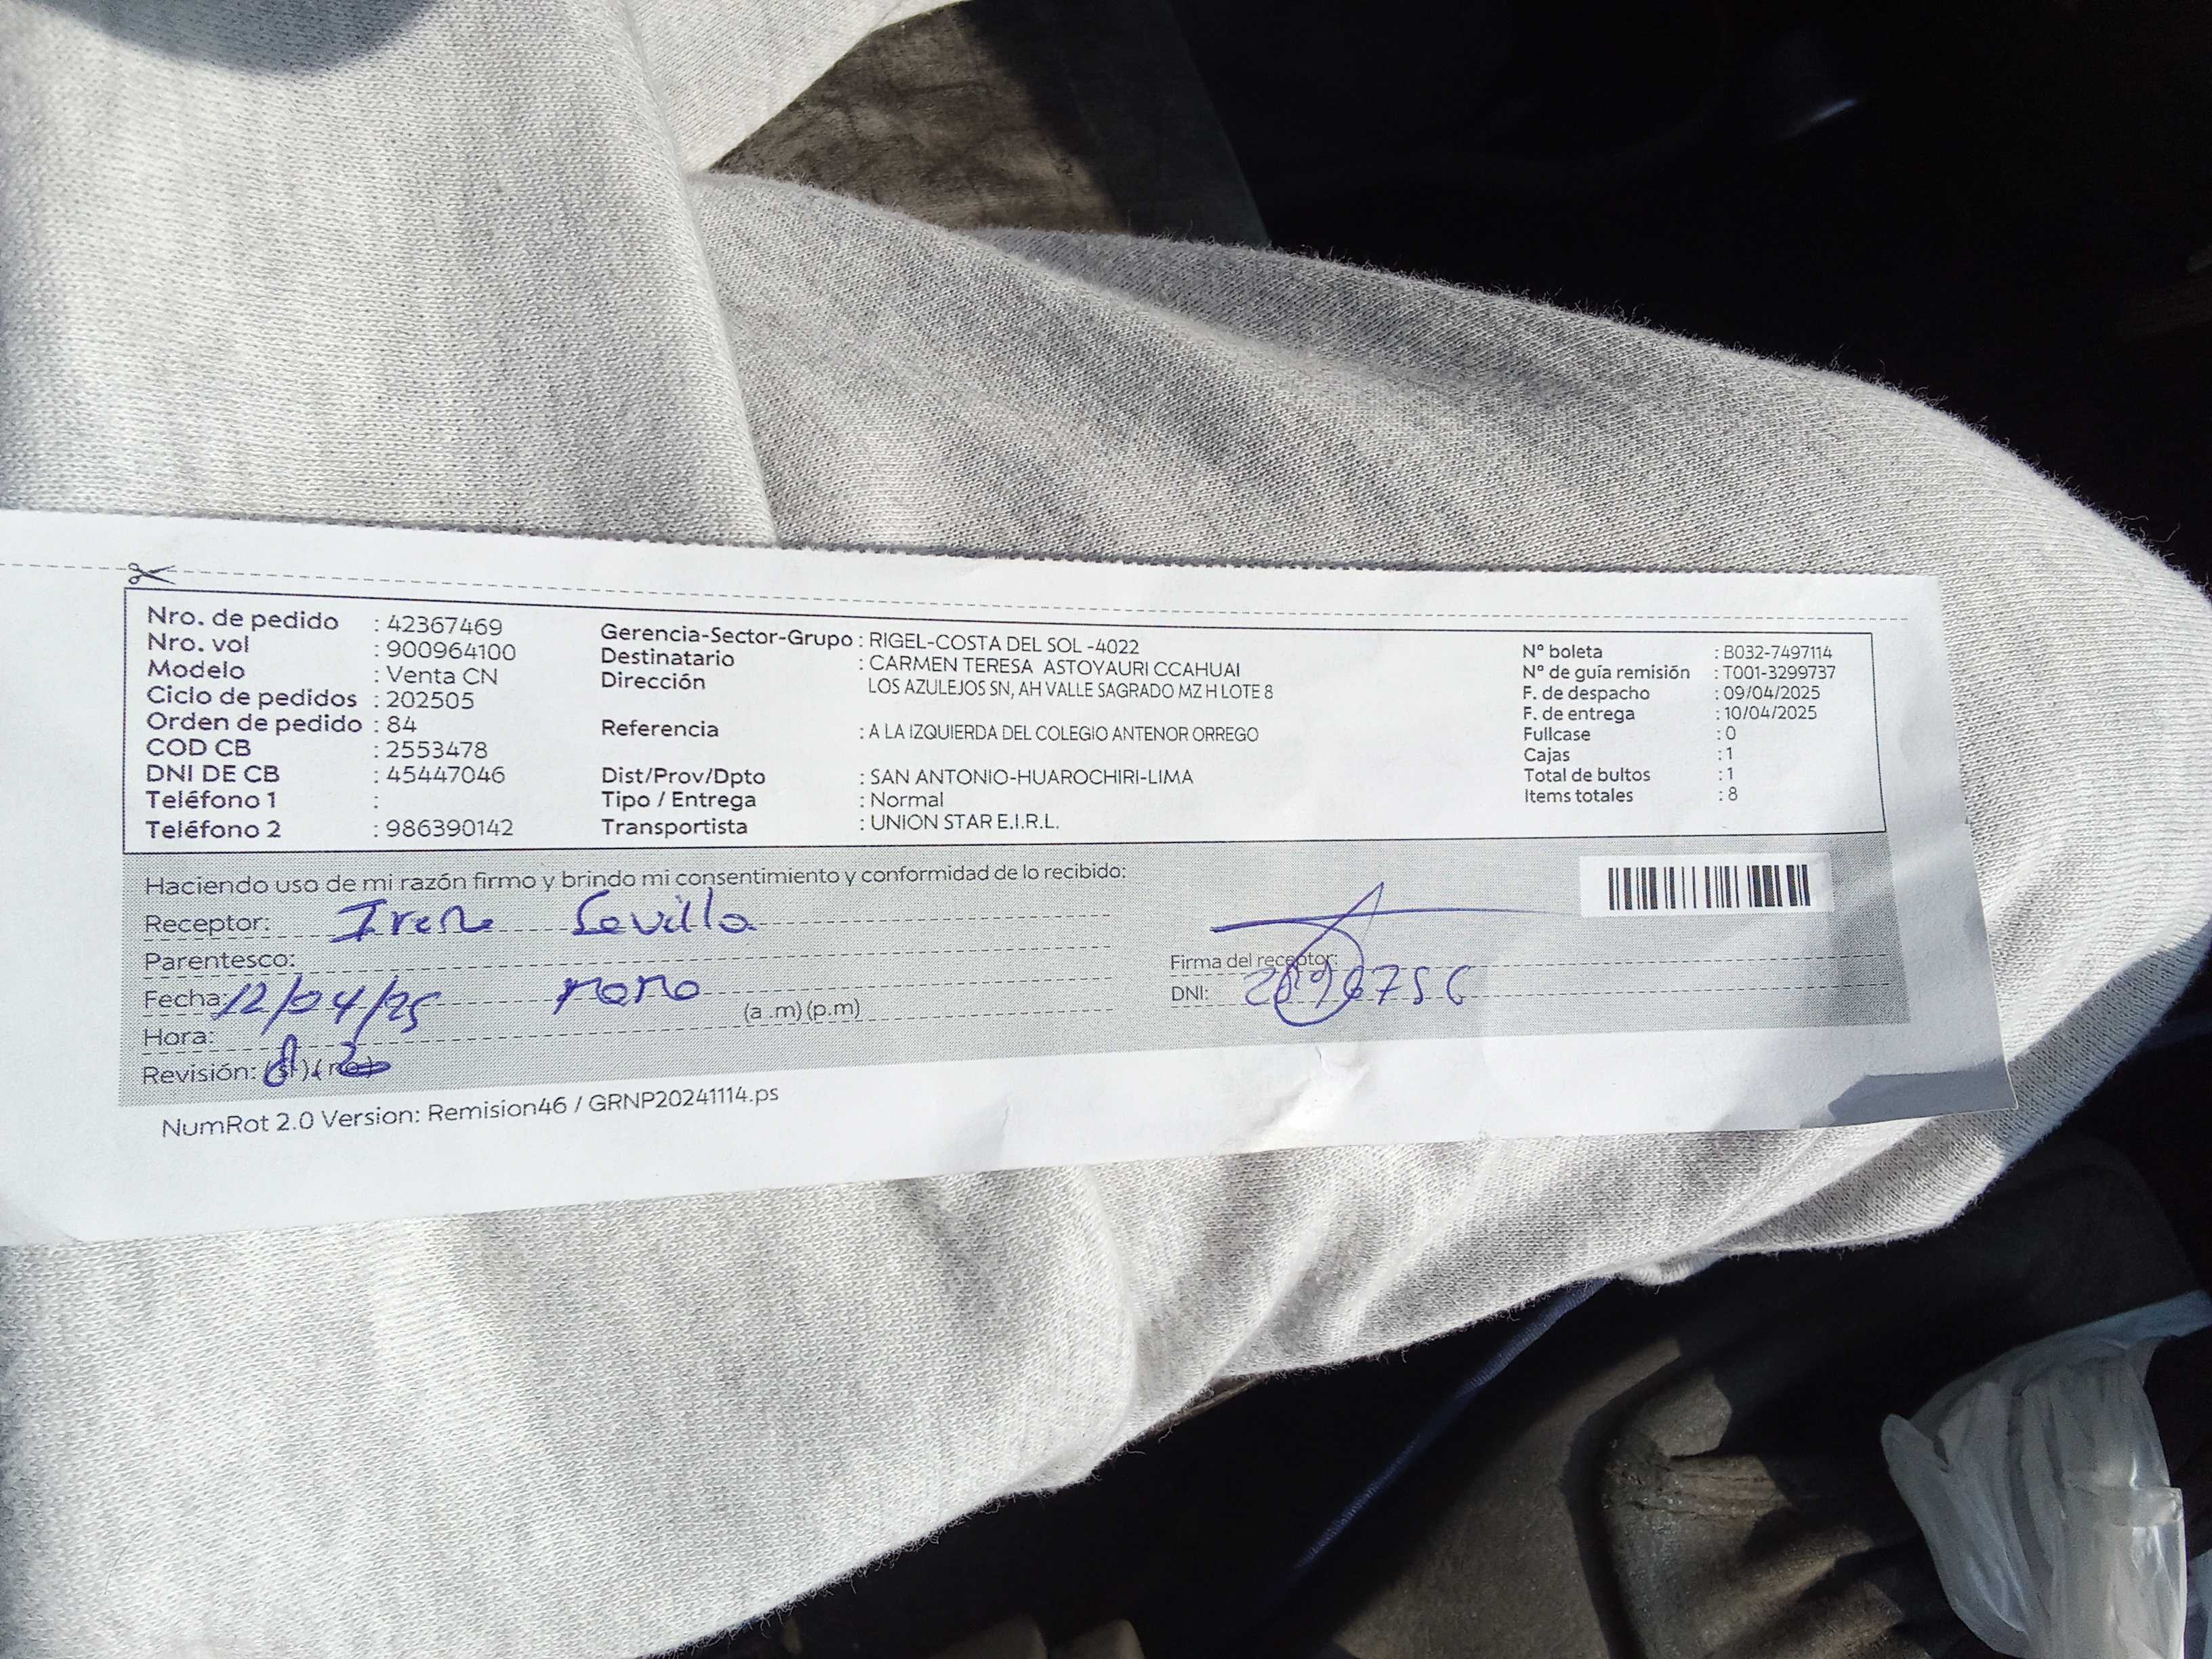 Nro. de pedido : 42367469
Nro. vol : 900964100
Modelo : Venta CN
Ciclo de pedidos : 202505
Orden de pedido : 84
COD CB : 2553478
DNI DE CB : 45447046
Teléfono 1 :
Teléfono 2 : 986390142
Gerencia-Sector-Grupo : RIGEL-COSTA DEL SOL -4022
Destinatario : CARMEN TERESA ASTOYAURI CCAHUAI
Dirección LOS AZULEJOS SN, AH VALLE SAGRADO MZ H LOTE 8
Referencia : A LA IZQUIERDA DEL COLEGIO ANTENOR ORREGO
Dist/Prov/Dpto : SAN ANTONIO-HUAROCHIRI-LIMA
Tipo / Entrega : Normal
Transportista : UNION STAR E.I.R.L.
Nº boleta : B032-7497114
Nº de guía remisión : T001-3299737
F. de despacho : 09/04/2025
F. de entrega : 10/04/2025
Fullcase : 0
Cajas : 1
Total de bultos : 1
Items totales : 8
Haciendo uso de mi razón firmo y brindo mi consentimiento y conformidad de lo recibido:
Receptor: Irene Sevilla
Parentesco:
Fecha: 12/04/25
Hora: (a.m) (p.m)
Revisión:
Firma del receptor:
DNI:
NumRot 2.0 Version: Remision46 / GRNP20241114.ps